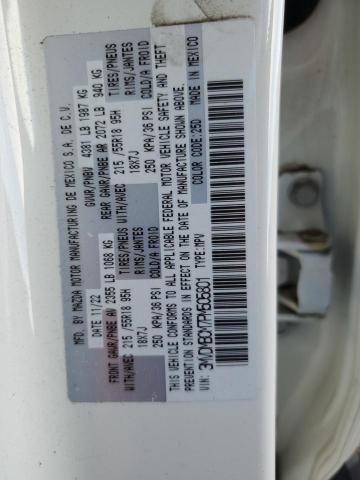 MFD. BY MAZDA MOTOR MANUFACTURING DE MEXICO S.A. DE C.V.
DATE 11/22 GVWR/PNBV 4381 LB 1987 KG
FRONT GAWR/PNBE AV 2355 LB 1068 KG REAR GAWR/PNBE AR 2072 LB 940 KG
WITH/AVEC TIRES/PNEUS WITH/AVEC TIRES/PNEUS
215/55R18 95H RIMS/JANTES 215/55R18 95H RIMS/JANTES
18X7J COLD/A FROID 18X7J COLD/A FROID
250 KPA/36 PSI 250 KPA/36 PSI
THIS VEHICLE CONFORMS TO ALL APPLICABLE FEDERAL MOTOR VEHICLE SAFETY AND THEFT
PREVENTION STANDARDS IN EFFECT ON THE DATE OF MANUFACTURE SHOWN ABOVE.
VIN: TYPE:MPV COLOR CODE:25D MADE IN MEXICO